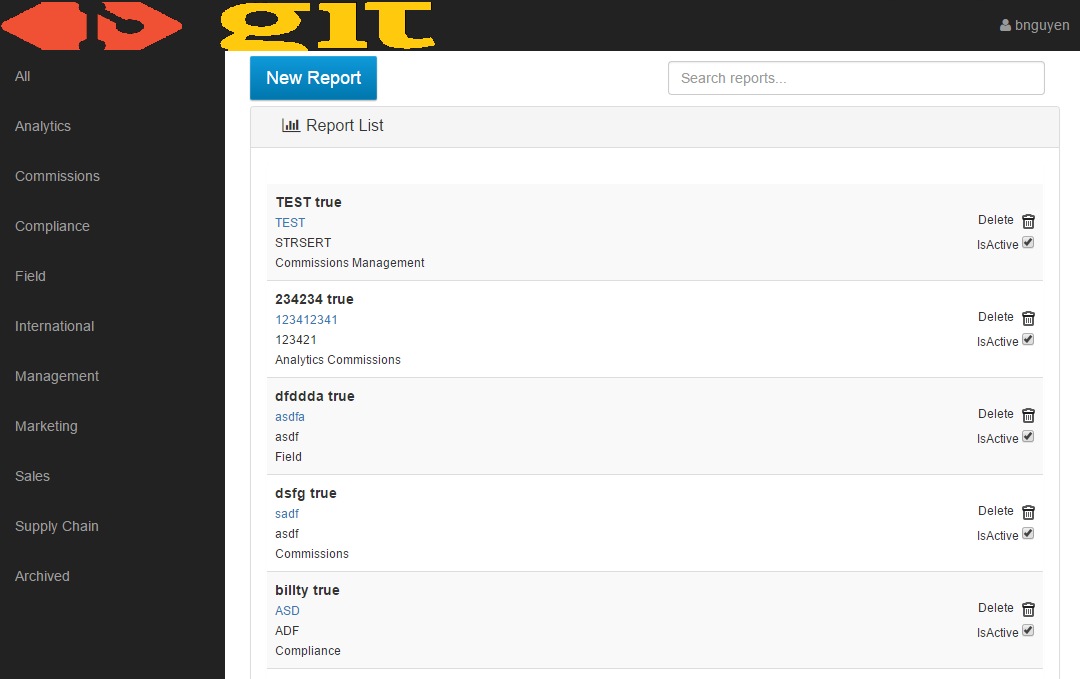 git
bnguyen
All
Analytics
Commissions
Compliance
Field
International
Management
Marketing
Sales
Supply Chain
Archived
New Report
Search reports...
Report List
TEST true
TEST
STRSERT
Commissions Management
Delete
IsActive
234234 true
123412341
123421
Analytics Commissions
Delete
IsActive
dfddda true
asdfa
asdf
Field
Delete
IsActive
dsfg true
sadf
asdf
Commissions
Delete
IsActive
billty true
ASD
ADF
Compliance
Delete
IsActive